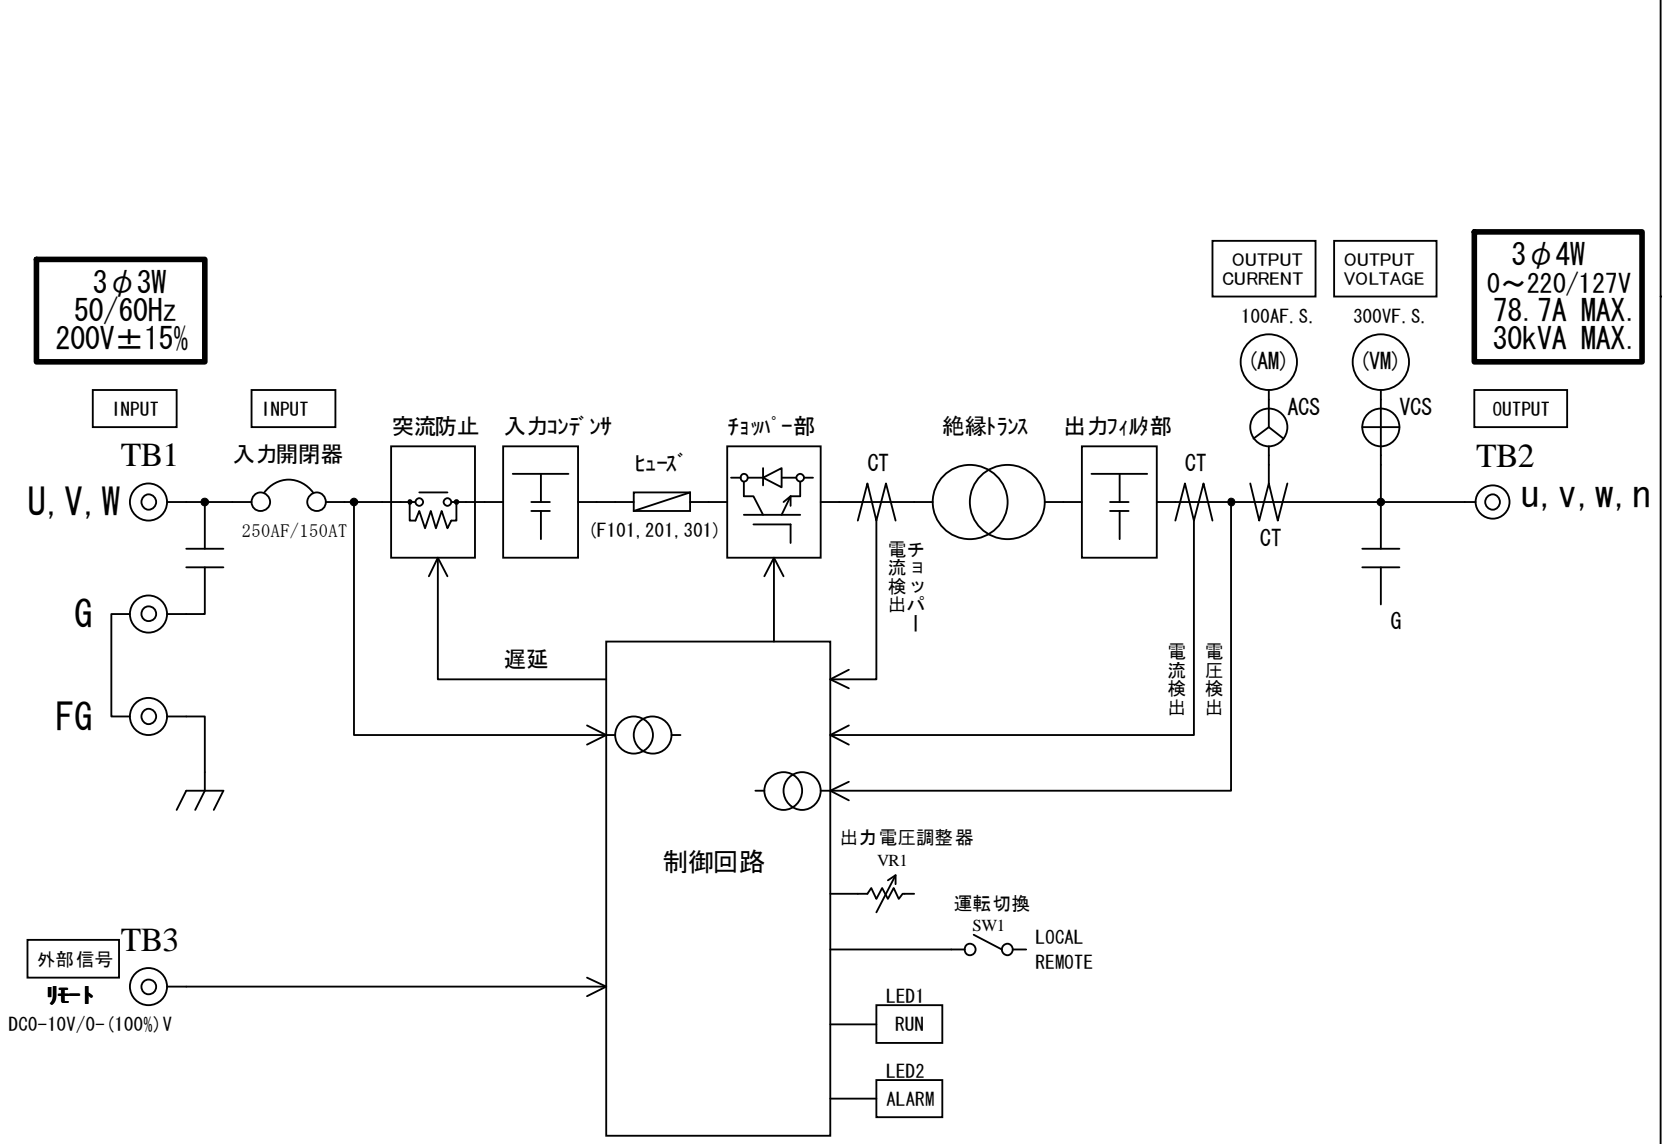 3φ3W
50/60Hz
200V±15%
INPUT
TB1
U,V,W
G
FG
INPUT
入力開閉器
250AF/150AT
突流防止
入力コンデンサ
ヒューズ
(F101,201,301)
チョッパー部
CT
チョッパー
電流検出
絶縁トランス
出力フィルタ部
CT
電流検出
電圧検出
OUTPUT
CURRENT
100AF.S.
(AM)
ACS
CT
OUTPUT
VOLTAGE
300VF.S.
(VM)
VCS
G
3φ4W
0～220/127V
78.7A MAX.
30kVA MAX.
OUTPUT
TB2
u,v,w,n
遅延
制御回路
出力電圧調整器
VR1
運転切換
SW1
LOCAL
REMOTE
LED1
RUN
LED2
ALARM
TB3
外部信号
リモート
DC0-10V/0-(100%)V